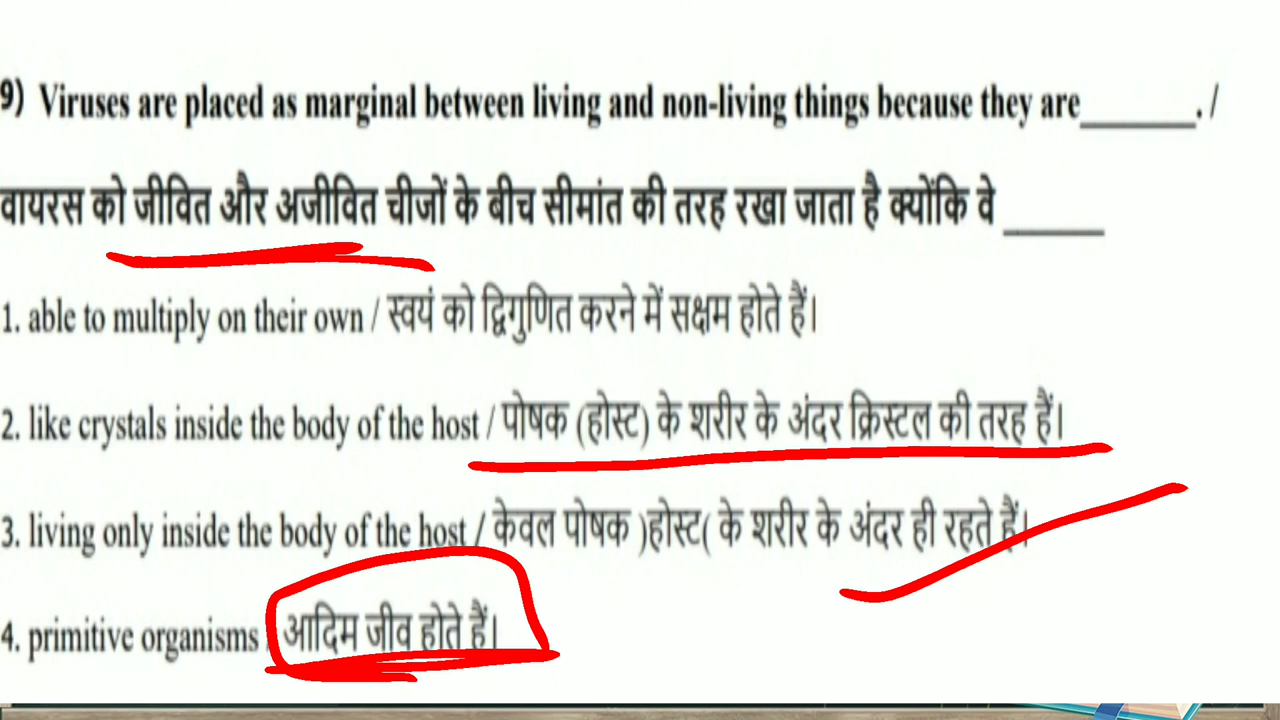 9) Viruses are placed as marginal between living and non-living things because they are_______. /
वायरस को जीवित और अजीवित चीजों के बीच सीमांत की तरह रखा जाता है क्योंकि वे ______
1. able to multiply on their own / स्वयं को द्विगुणित करने में सक्षम होते हैं।
2. like crystals inside the body of the host / पोषक (होस्ट) के शरीर के अंदर क्रिस्टल की तरह हैं।
3. living only inside the body of the host / केवल पोषक )होस्ट( के शरीर के अंदर ही रहते हैं।
4. primitive organisms / आदिम जीव होते हैं।